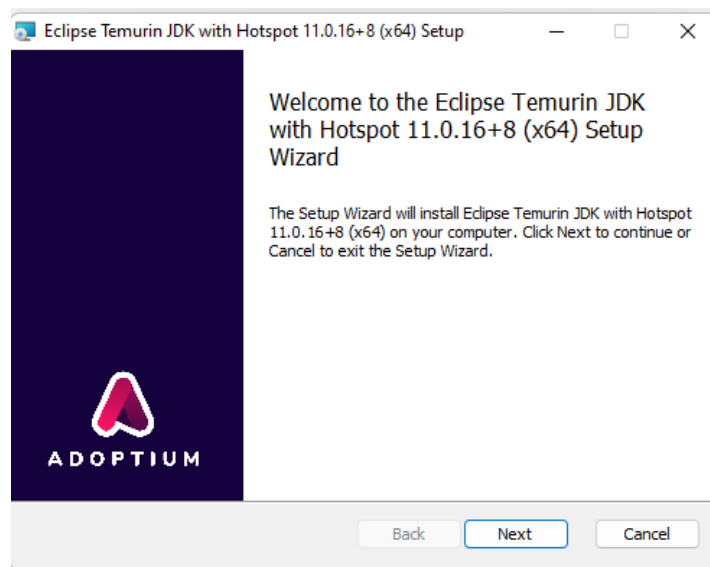 Eclipse Temurin JDK with Hotspot 11.0.16+8 (x64) Setup
Welcome to the Eclipse Temurin JDK
with Hotspot 11.0.16+8 (x64) Setup
Wizard
The Setup Wizard will install Eclipse Temurin JDK with Hotspot
11.0.16+8 (x64) on your computer. Click Next to continue or
Cancel to exit the Setup Wizard.
ADOPTIUM
Back Next Cancel